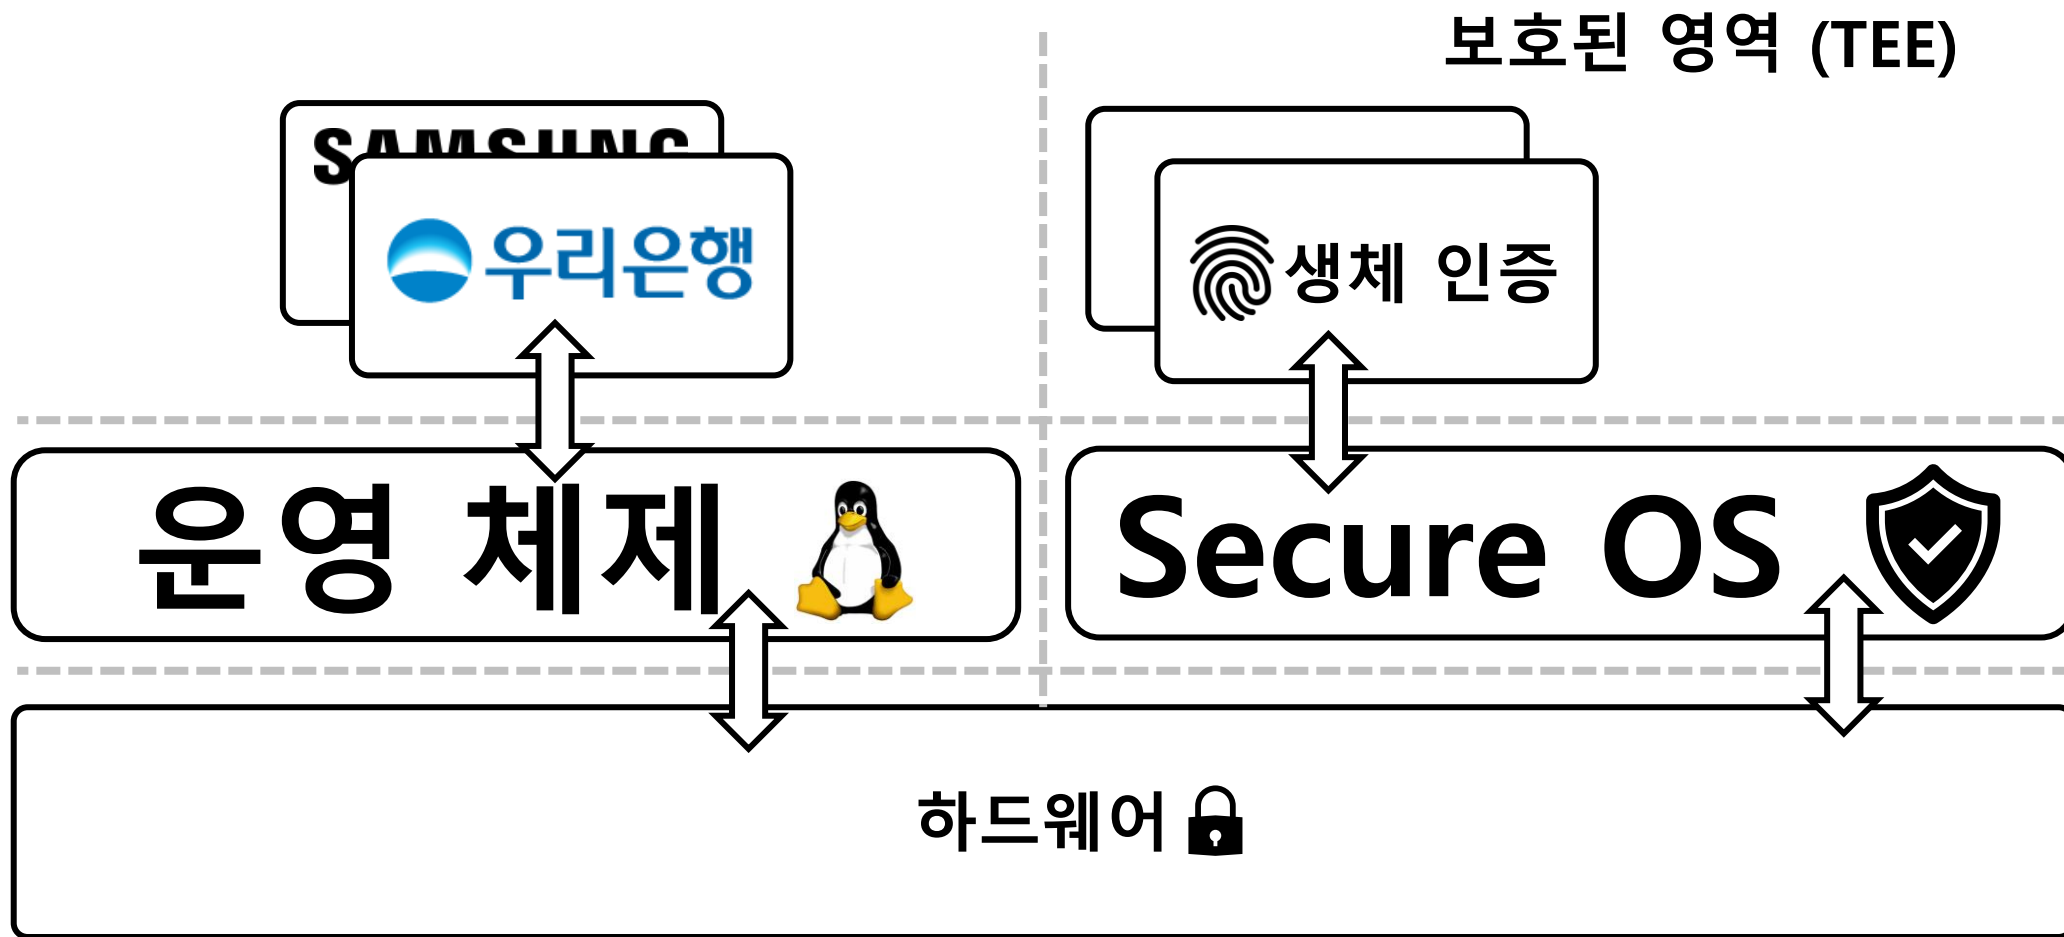 보호된 영역 (TEE)
SAMSUNG
우리은행
생체 인증
운영 체제
Secure OS
하드웨어